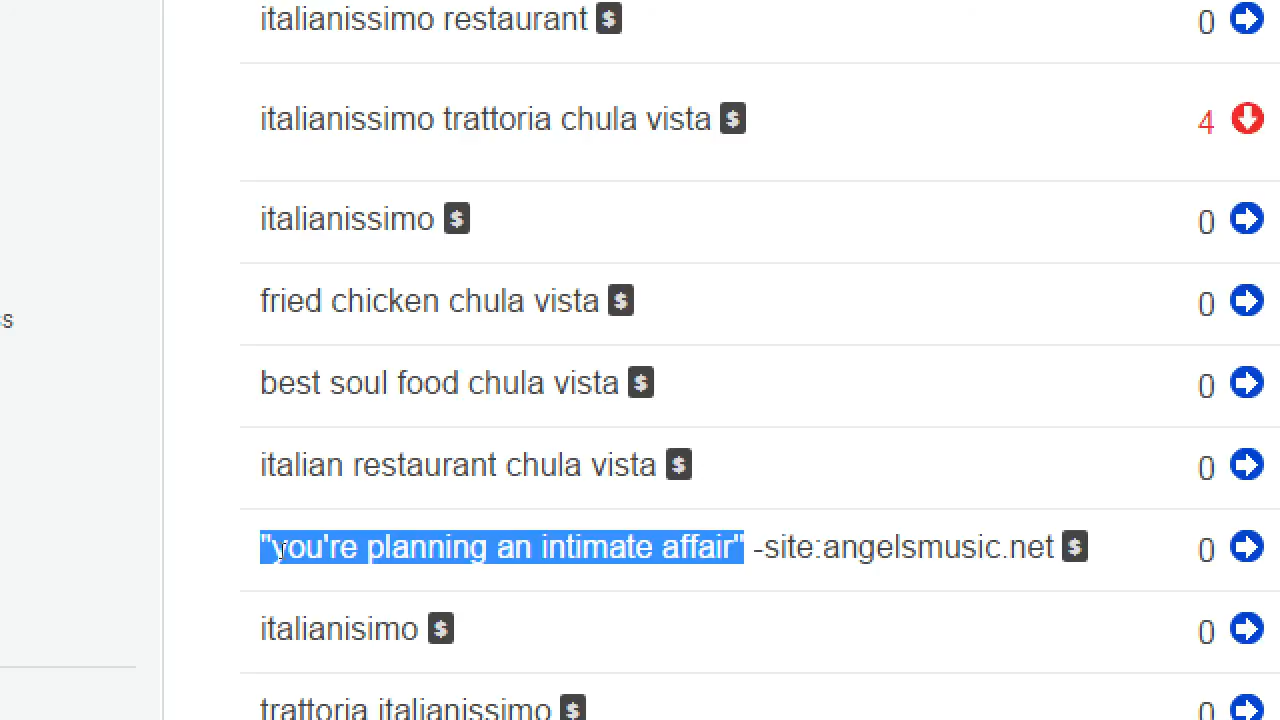 italianissimo restaurant $ 0
italianissimo trattoria chula vista $ 4
italianissimo $ 0
fried chicken chula vista $ 0
best soul food chula vista $ 0
italian restaurant chula vista $ 0
"you're planning an intimate affair" -site:angelsmusic.net $ 0
italianisimo $ 0
trattoria italianissimo $ 0